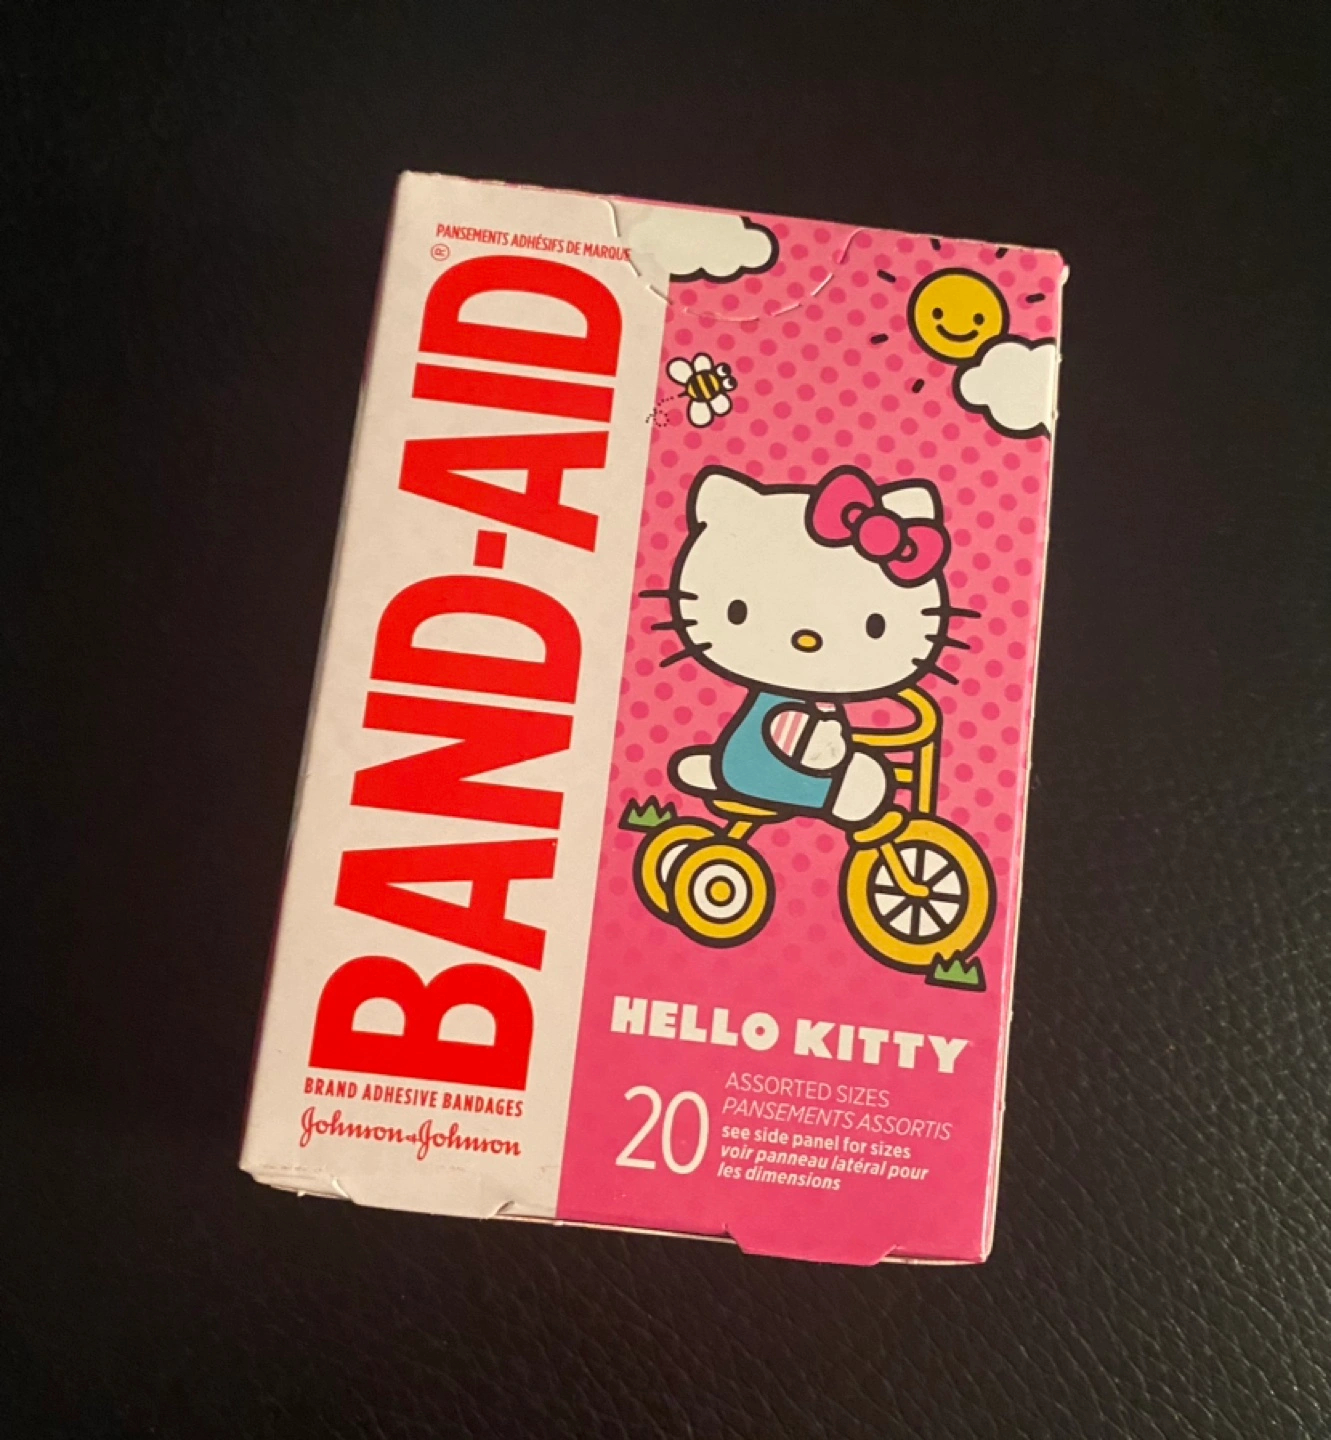 PANSEMENTS ADHÉSIFS DE MARQUE
BAND-AID®
BRAND ADHESIVE BANDAGES
Johnson+Johnson
HELLO KITTY
20
ASSORTED SIZES
PANSEMENTS ASSORTIS
see side panel for sizes
voir panneau latéral pour
les dimensions